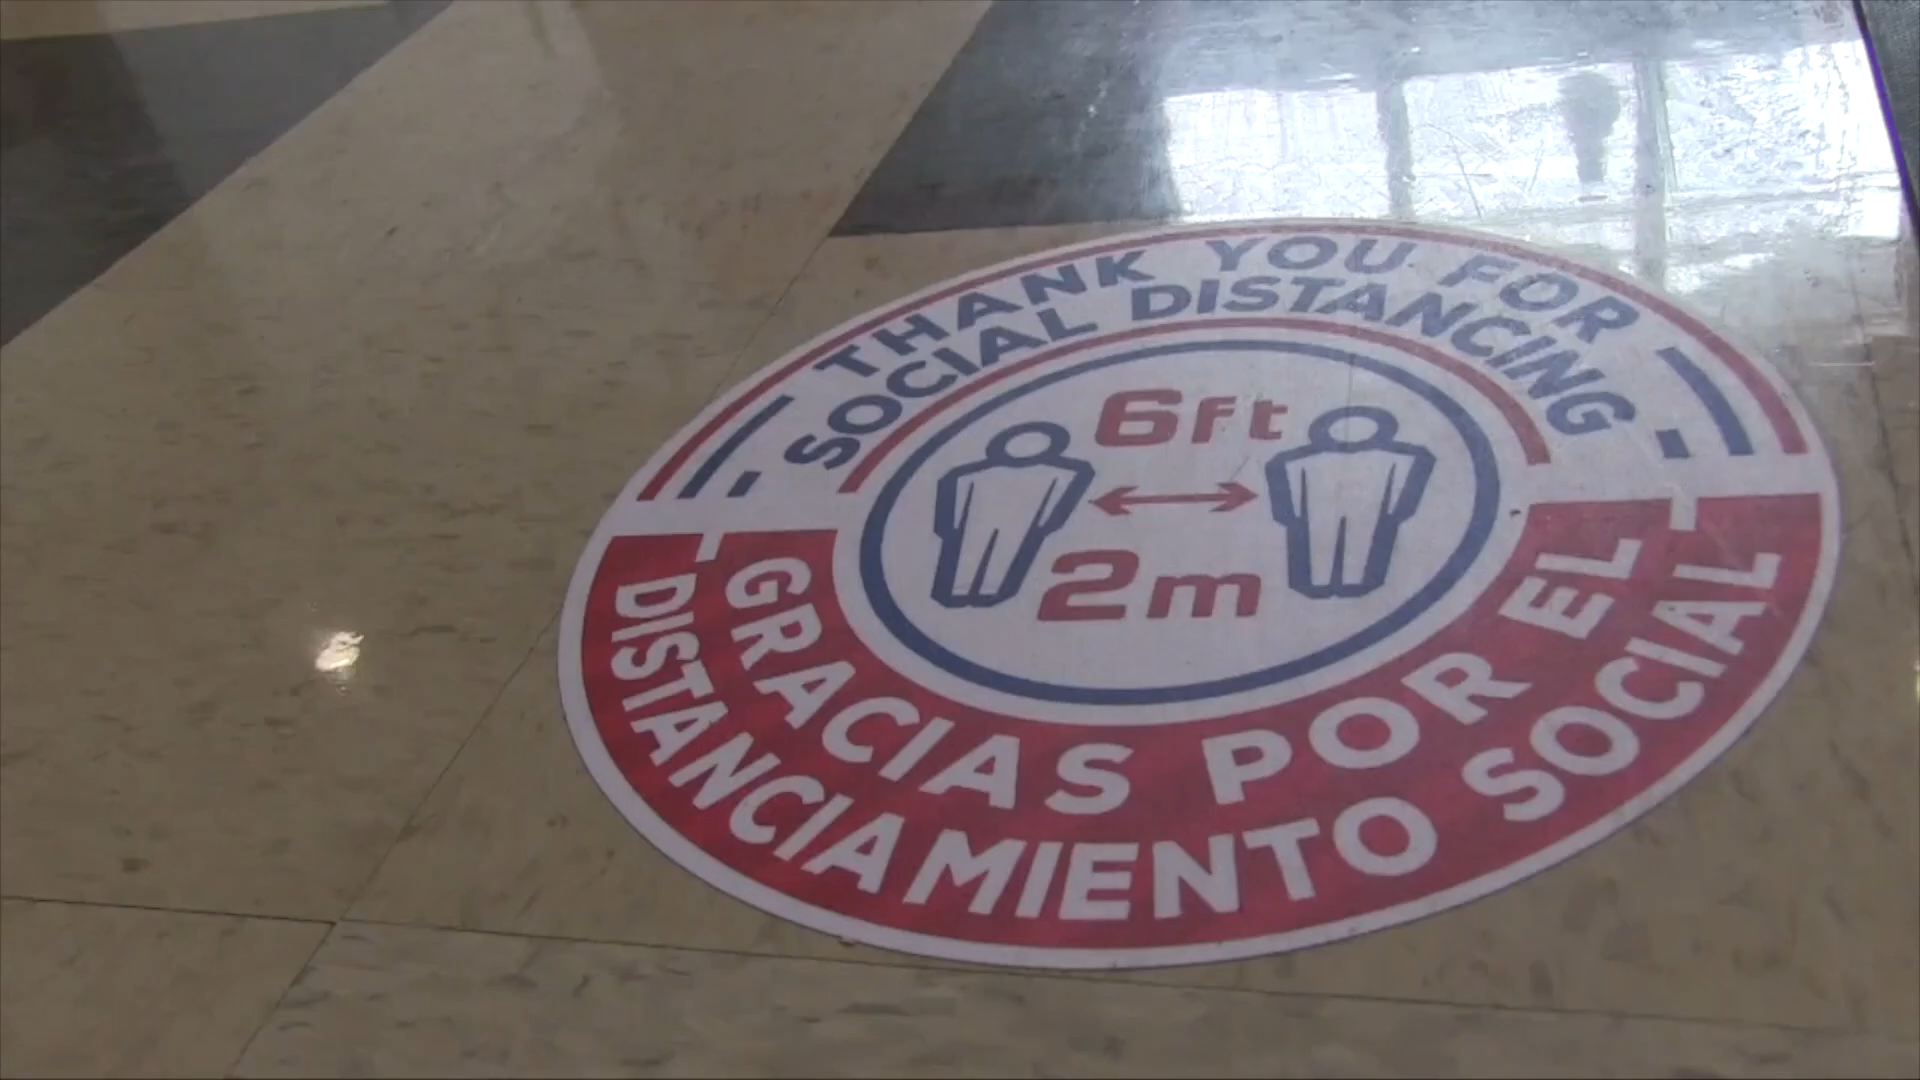 THANK YOU FOR
SOCIAL DISTANCING
6ft
2m
GRACIAS POR EL
DISTANCIAMIENTO SOCIAL